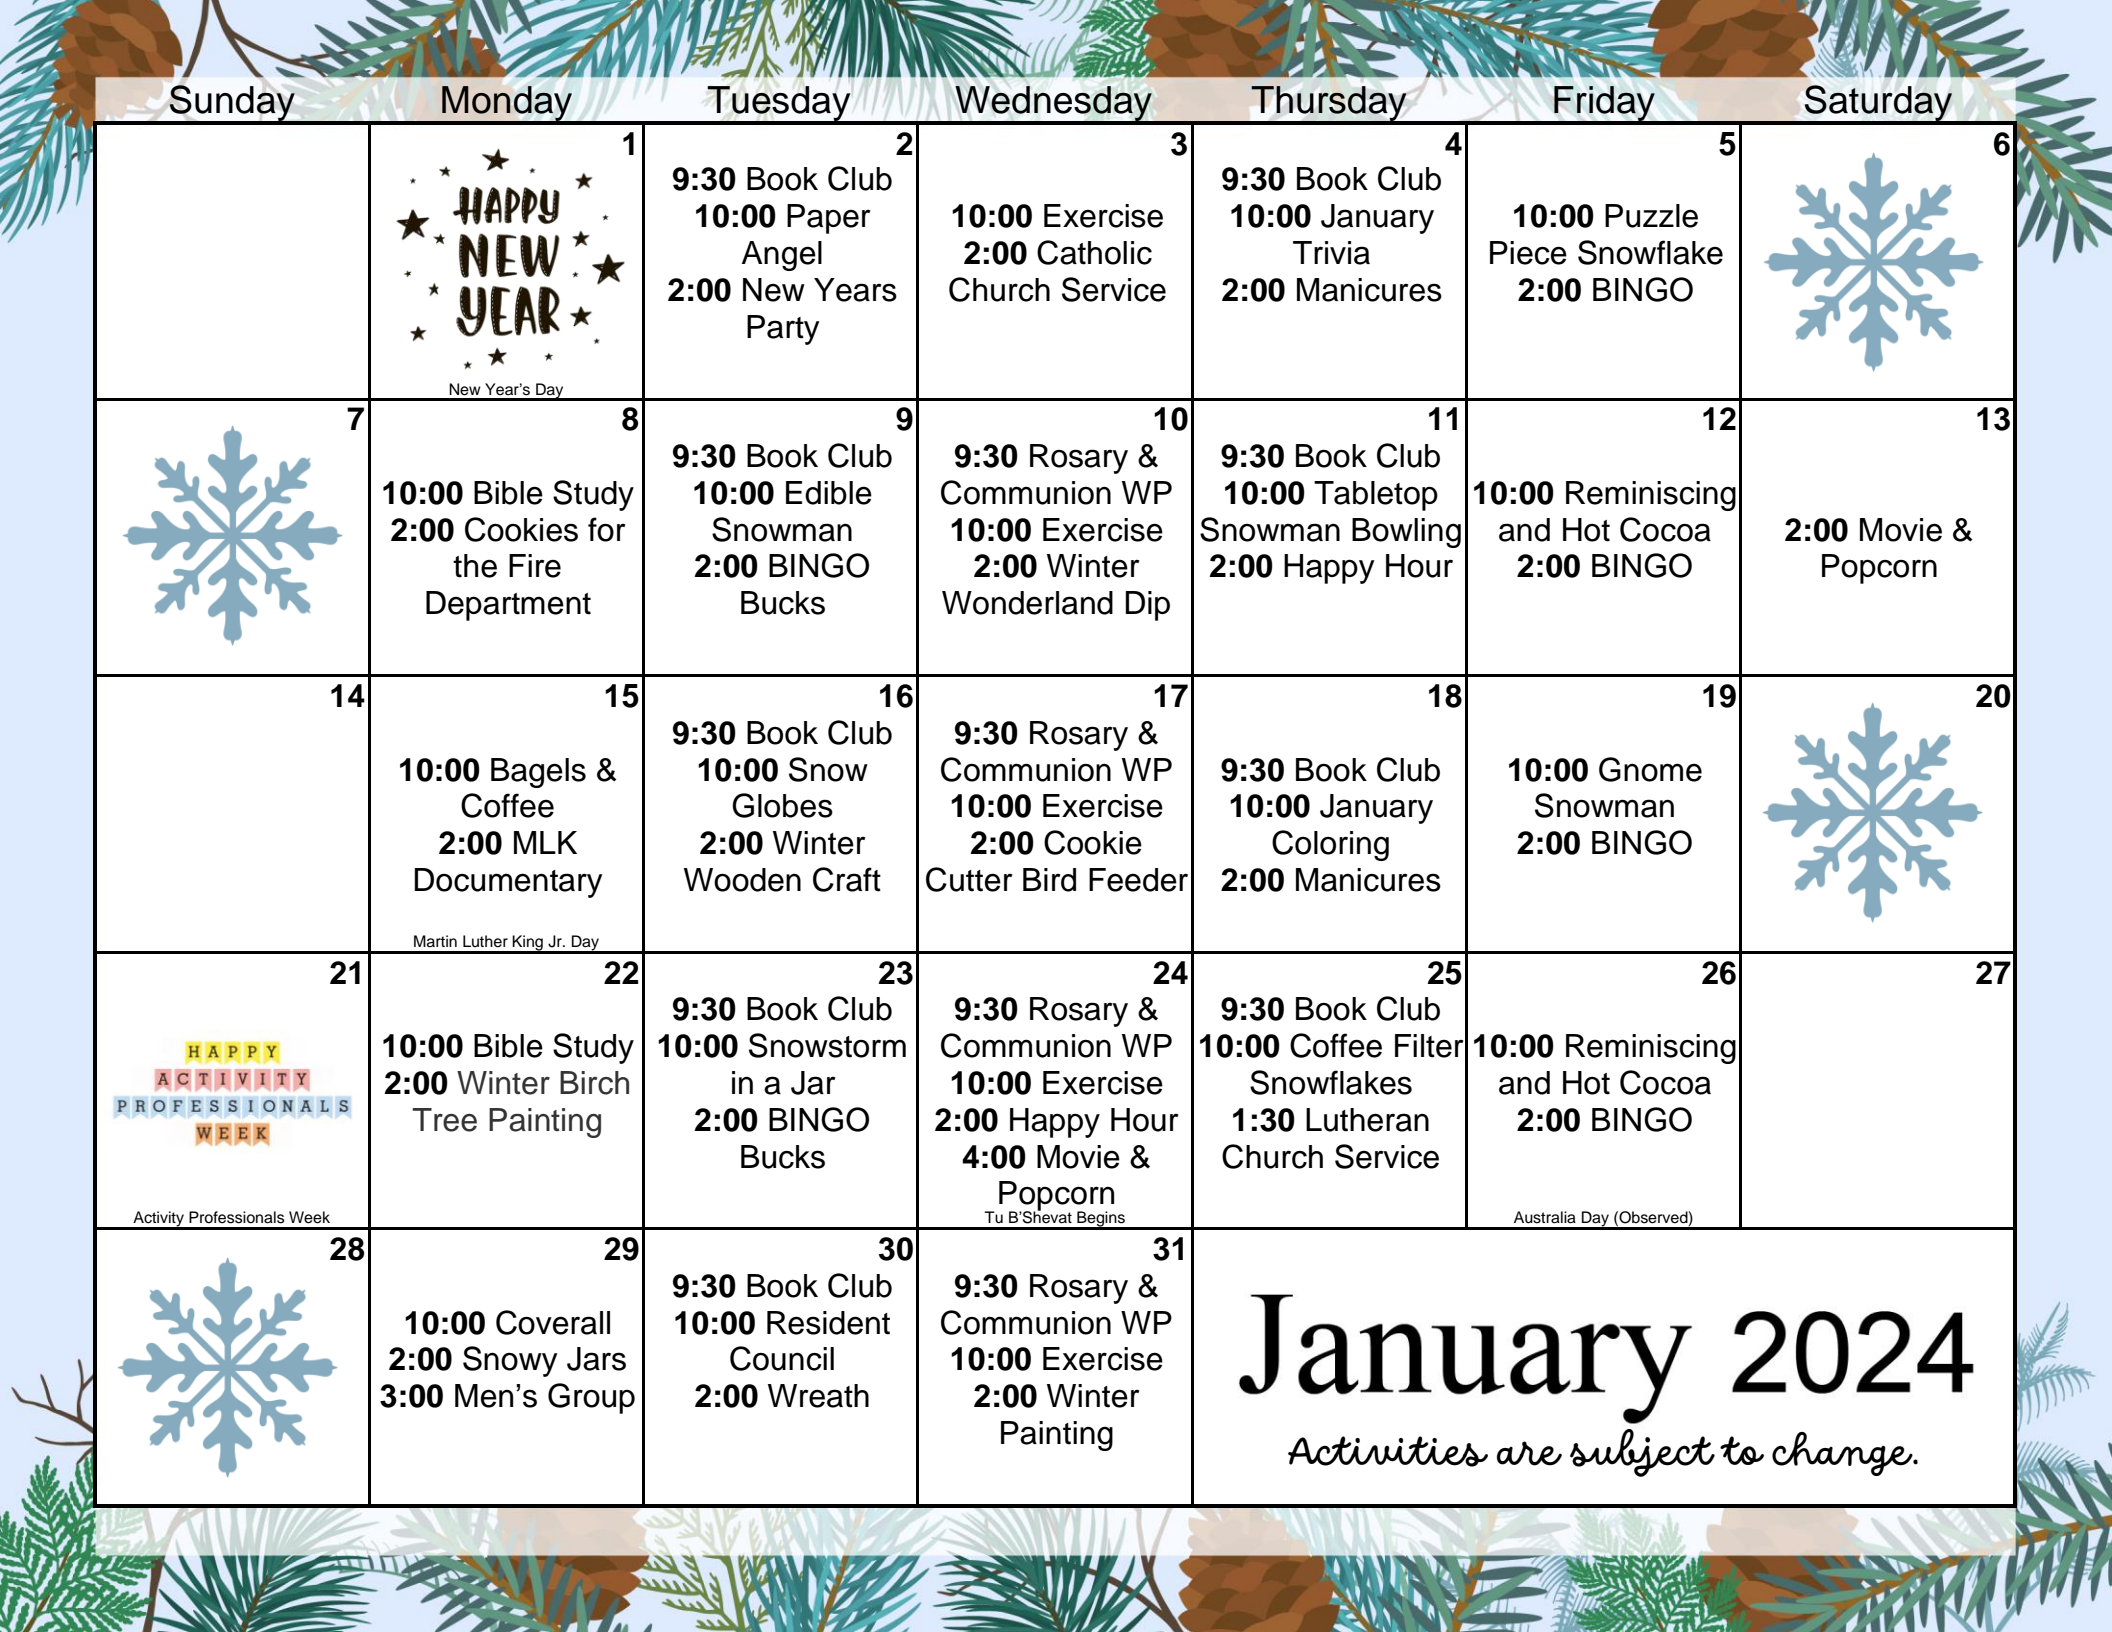 Sunday Monday Tuesday Wednesday Thursday Friday Saturday
1
HAPPY
NEW
YEAR
New Year's Day
2
9:30 Book Club
10:00 Paper
Angel
2:00 New Years
Party
3
10:00 Exercise
2:00 Catholic
Church Service
4
9:30 Book Club
10:00 January
Trivia
2:00 Manicures
5
10:00 Puzzle
Piece Snowflake
2:00 BINGO
6
7
8
10:00 Bible Study
2:00 Cookies for
the Fire
Department
9
9:30 Book Club
10:00 Edible
Snowman
2:00 BINGO
Bucks
10
9:30 Rosary &
Communion WP
10:00 Exercise
2:00 Winter
Wonderland Dip
11
9:30 Book Club
10:00 Tabletop
Snowman Bowling
2:00 Happy Hour
12
10:00 Reminiscing
and Hot Cocoa
2:00 BINGO
13
2:00 Movie &
Popcorn
14
15
10:00 Bagels &
Coffee
2:00 MLK
Documentary
Martin Luther King Jr. Day
16
9:30 Book Club
10:00 Snow
Globes
2:00 Winter
Wooden Craft
17
9:30 Rosary &
Communion WP
10:00 Exercise
2:00 Cookie
Cutter Bird Feeder
18
9:30 Book Club
10:00 January
Coloring
2:00 Manicures
19
10:00 Gnome
Snowman
2:00 BINGO
20
21
HAPPY
ACTIVITY
PROFESSIONALS
WEEK
Activity Professionals Week
22
10:00 Bible Study
2:00 Winter Birch
Tree Painting
23
9:30 Book Club
10:00 Snowstorm
in a Jar
2:00 BINGO
Bucks
24
9:30 Rosary &
Communion WP
10:00 Exercise
2:00 Happy Hour
4:00 Movie &
Popcorn
Tu B'Shevat Begins
25
9:30 Book Club
10:00 Coffee Filter
Snowflakes
1:30 Lutheran
Church Service
26
10:00 Reminiscing
and Hot Cocoa
2:00 BINGO
Australia Day (Observed)
27
28
29
10:00 Coverall
2:00 Snowy Jars
3:00 Men's Group
30
9:30 Book Club
10:00 Resident
Council
2:00 Wreath
31
9:30 Rosary &
Communion WP
10:00 Exercise
2:00 Winter
Painting
January 2024
Activities are subject to change.